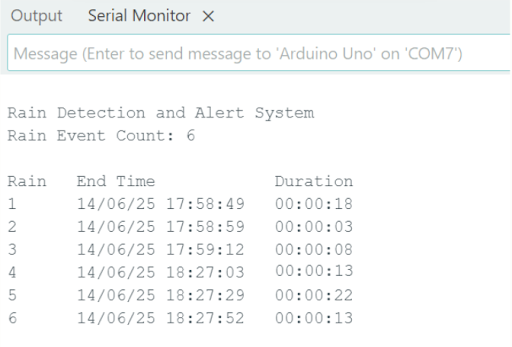 Output Serial Monitor ×
Message (Enter to send message to 'Arduino Uno' on 'COM7')
Rain Detection and Alert System
Rain Event Count: 6
Rain End Time Duration
1 14/06/25 17:58:49 00:00:18
2 14/06/25 17:58:59 00:00:03
3 14/06/25 17:59:12 00:00:08
4 14/06/25 18:27:03 00:00:13
5 14/06/25 18:27:29 00:00:22
6 14/06/25 18:27:52 00:00:13